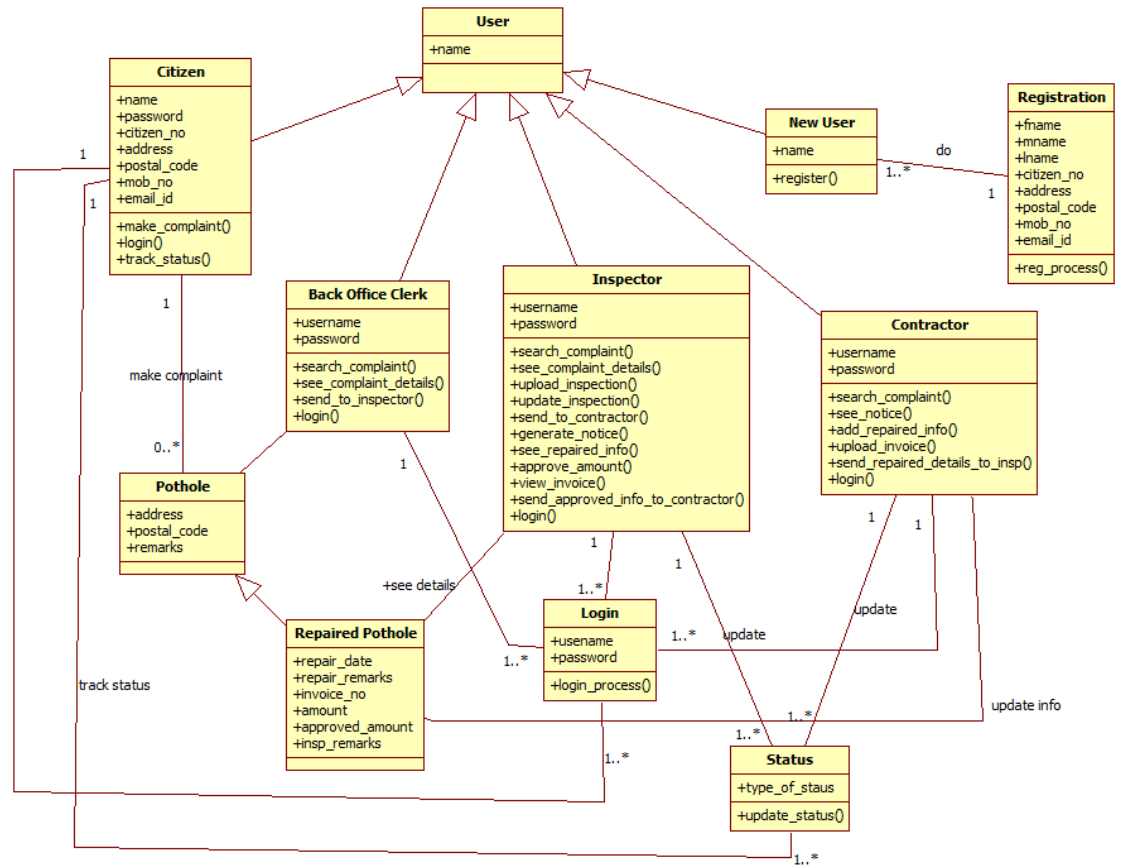 User
+name
Citizen
+name
+password
+citizen_no
+address
+postal_code
+mob_no
+email_id
+make_complaint()
+login()
+track_status()
New User
+name
+register()
Registration
+fname
+mname
+lname
+citizen_no
+address
+postal_code
+mob_no
+email_id
+reg_process()
do
1..*
1
1
1
1
make complaint
0..*
Back Office Clerk
+username
+password
+search_complaint()
+see_complaint_details()
+send_to_inspector()
+login()
1
Inspector
+username
+password
+search_complaint()
+see_complaint_details()
+upload_inspection()
+update_inspection()
+send_to_contractor()
+generate_notice()
+see_repaired_info()
+approve_amount()
+view_invoice()
+send_approved_info_to_contractor()
+login()
Contractor
+username
+password
+search_complaint()
+see_notice()
+add_repaired_info()
+upload_invoice()
+send_repaired_details_to_insp()
+login()
Pothole
+address
+postal_code
+remarks
1
1
1
1
+see details
1..*
Repaired Pothole
+repair_date
+repair_remarks
+invoice_no
+amount
+approved_amount
+insp_remarks
Login
+usename
+password
+login_process()
1..*
1..*
update
update
track status
update info
1..*
1..*
1..*
Status
+type_of_staus
+update_status()
1..*